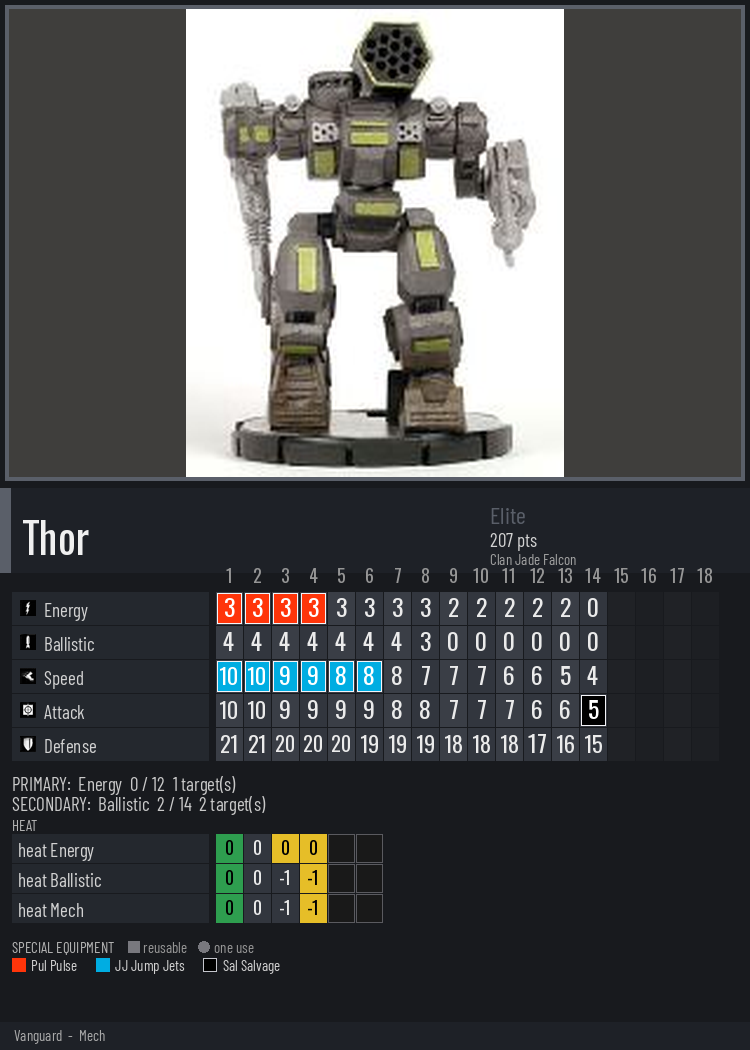 Thor
Elite
207 pts
Clan Jade Falcon
1 2 3 4 5 6 7 8 9 10 11 12 13 14 15 16 17 18
Energy 3 3 3 3 3 3 3 3 2 2 2 2 2 0
Ballistic 4 4 4 4 4 4 4 3 0 0 0 0 0 0
Speed 10 10 9 9 8 8 8 7 7 7 6 6 5 4
Attack 10 10 9 9 9 9 8 8 7 7 7 6 6 5
Defense 21 21 20 20 20 19 19 19 18 18 18 17 16 15
PRIMARY: Energy 0 / 12 1 target(s)
SECONDARY: Ballistic 2 / 14 2 target(s)
HEAT
heat Energy 0 0 0 0
heat Ballistic 0 0 -1 -1
heat Mech 0 0 -1 -1
SPECIAL EQUIPMENT reusable one use
Pul Pulse JJ Jump Jets Sal Salvage
Vanguard - Mech